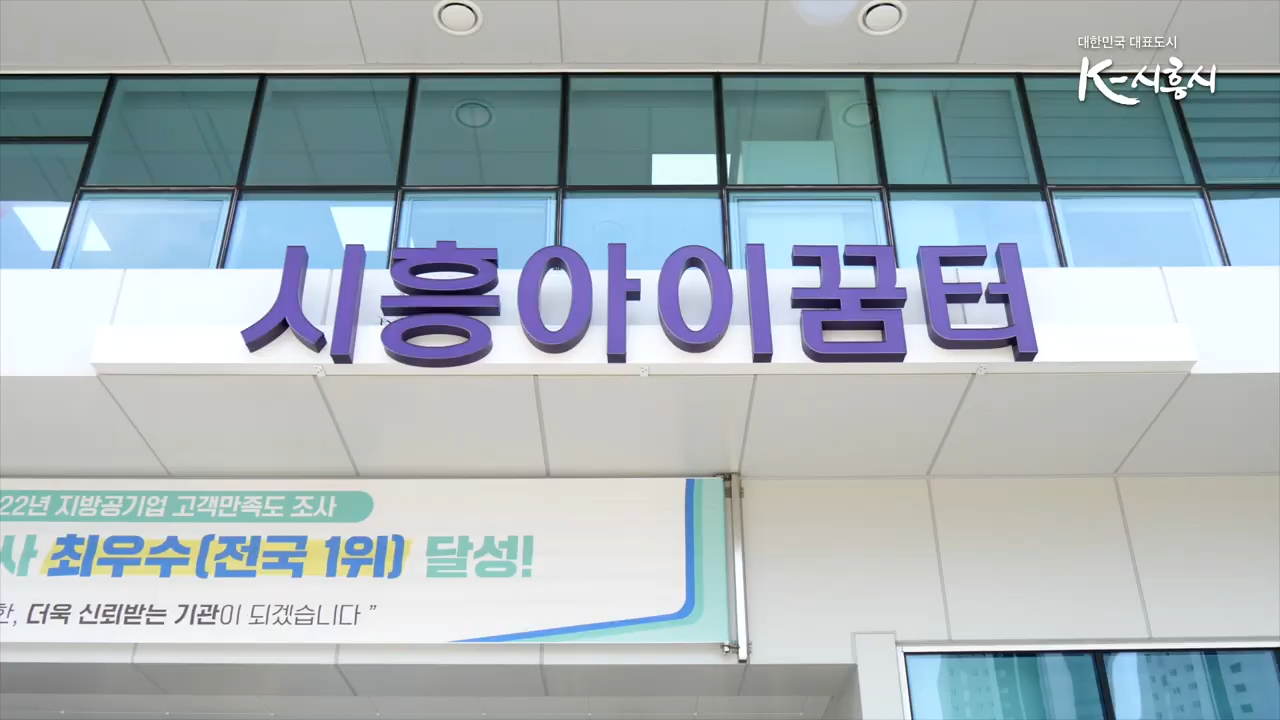 대한민국 대표도시
K-시흥시
시흥아이꿈터
22년 지방공기업 고객만족도 조사
사 최우수(전국 1위) 달성!
한, 더욱 신뢰받는 기관이 되겠습니다 "